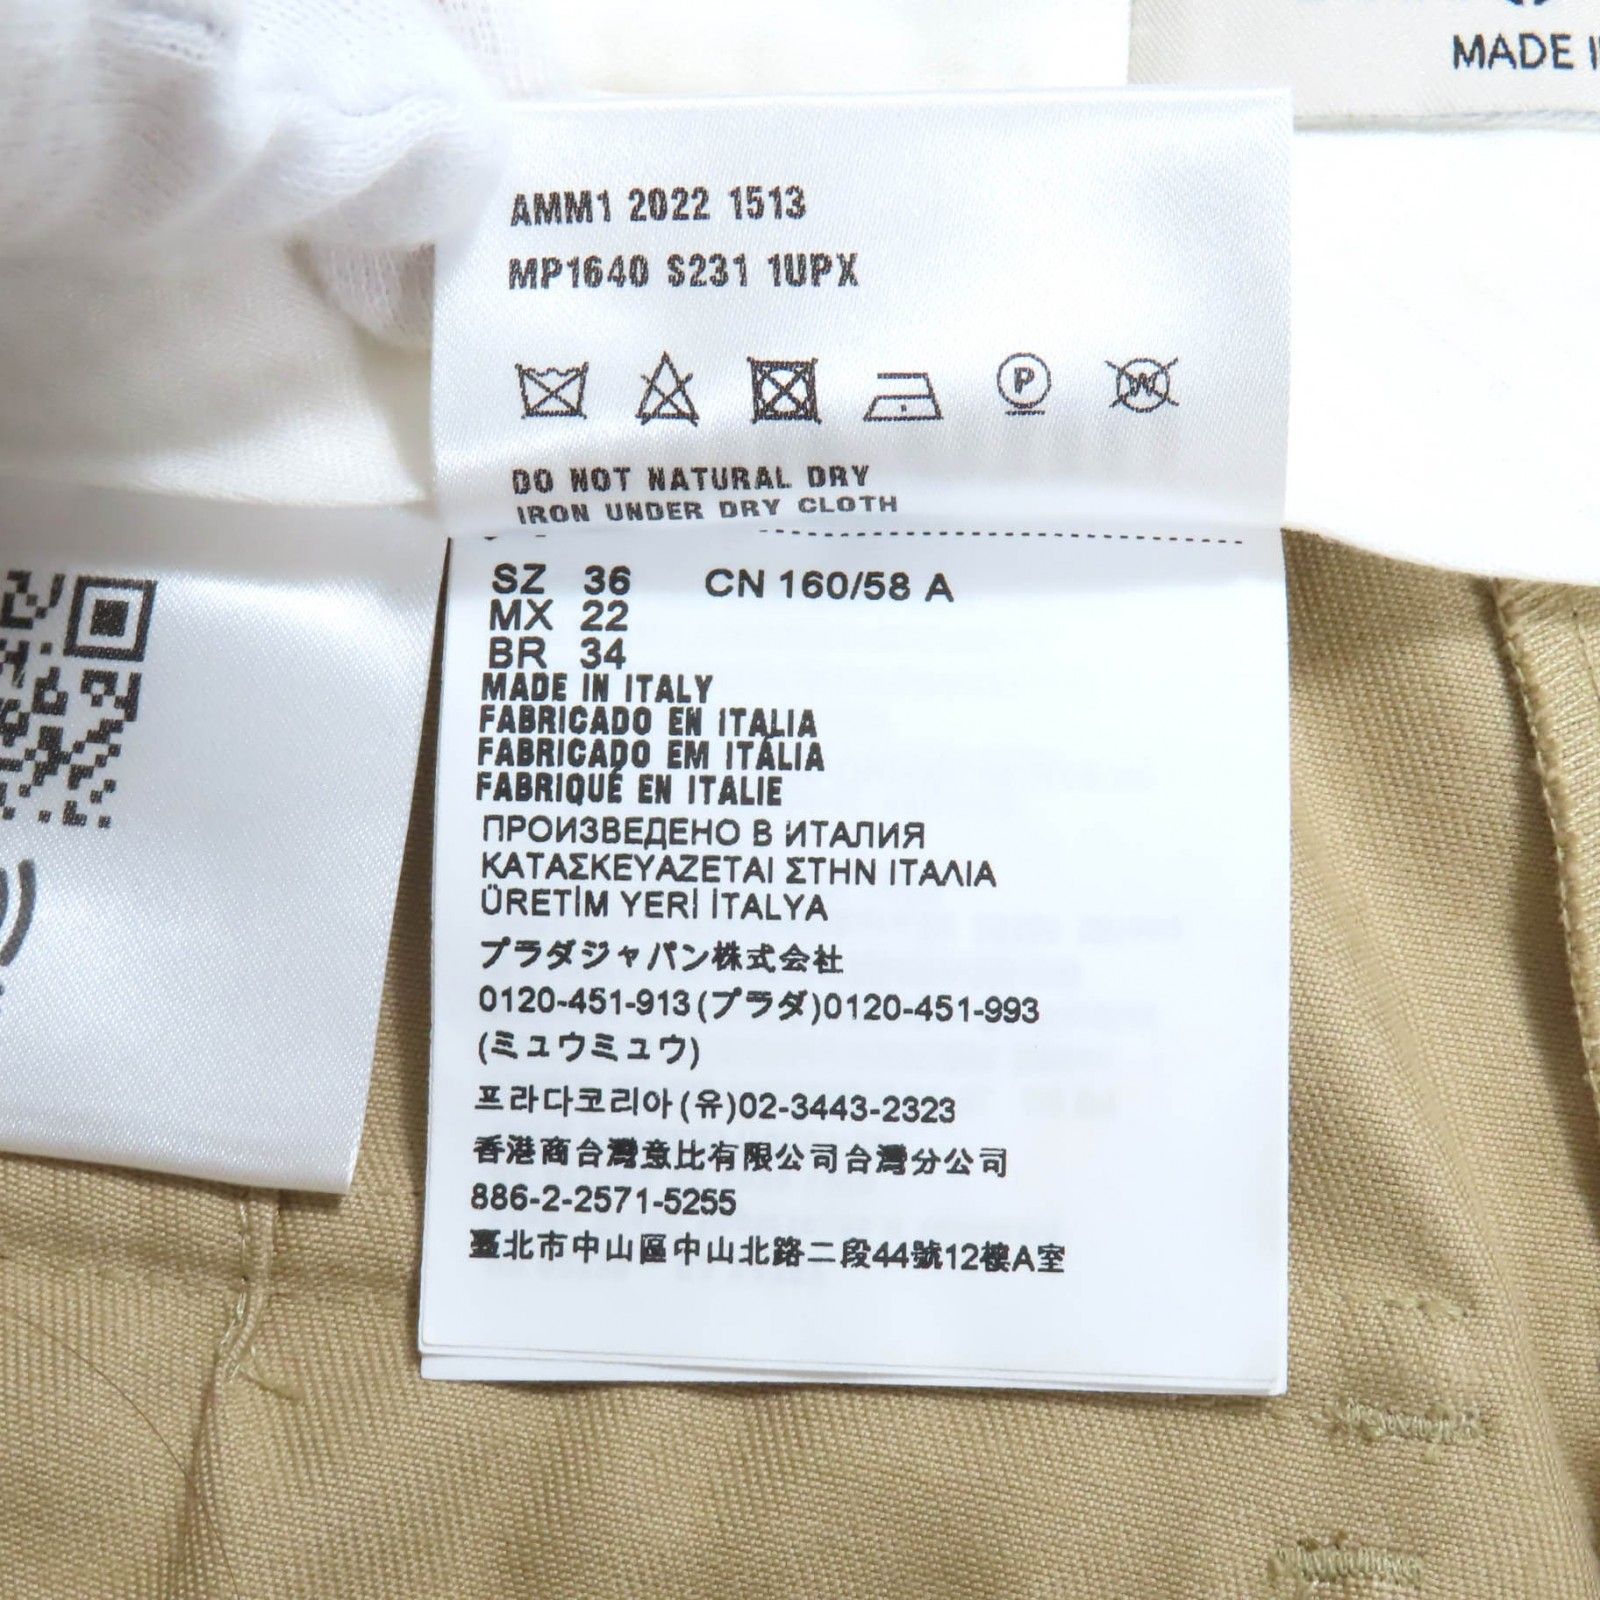 MADE
AMM1 2022 1513
MP1640 S231 1UPX
P
W
DO NOT NATURAL DRY
IRON UNDER DRY CLOTH
SZ 36 CN 160/58 A
MX 22
BR 34
MADE IN ITALY
FABRICADO EN ITALIA
FABRICADO EM ITÁLIA
FABRIQUÉ EN ITALIE
ПРОИЗВЕДЕНО В ИТАЛИЯ
ΚΑΤΑΣΚΕΥΑΖΕΤΑΙ ΣΤΗΝ ΙΤΑΛΙΑ
ÜRETİM YERİ İTALYA
プラダジャパン株式会社
0120-451-913(プラダ)0120-451-993
(ミュウミュウ)
프라다코리아(유)02-3443-2323
香港商台灣意比有限公司台灣分公司
886-2-2571-5255
臺北市中山區中山北路二段44號12樓A室